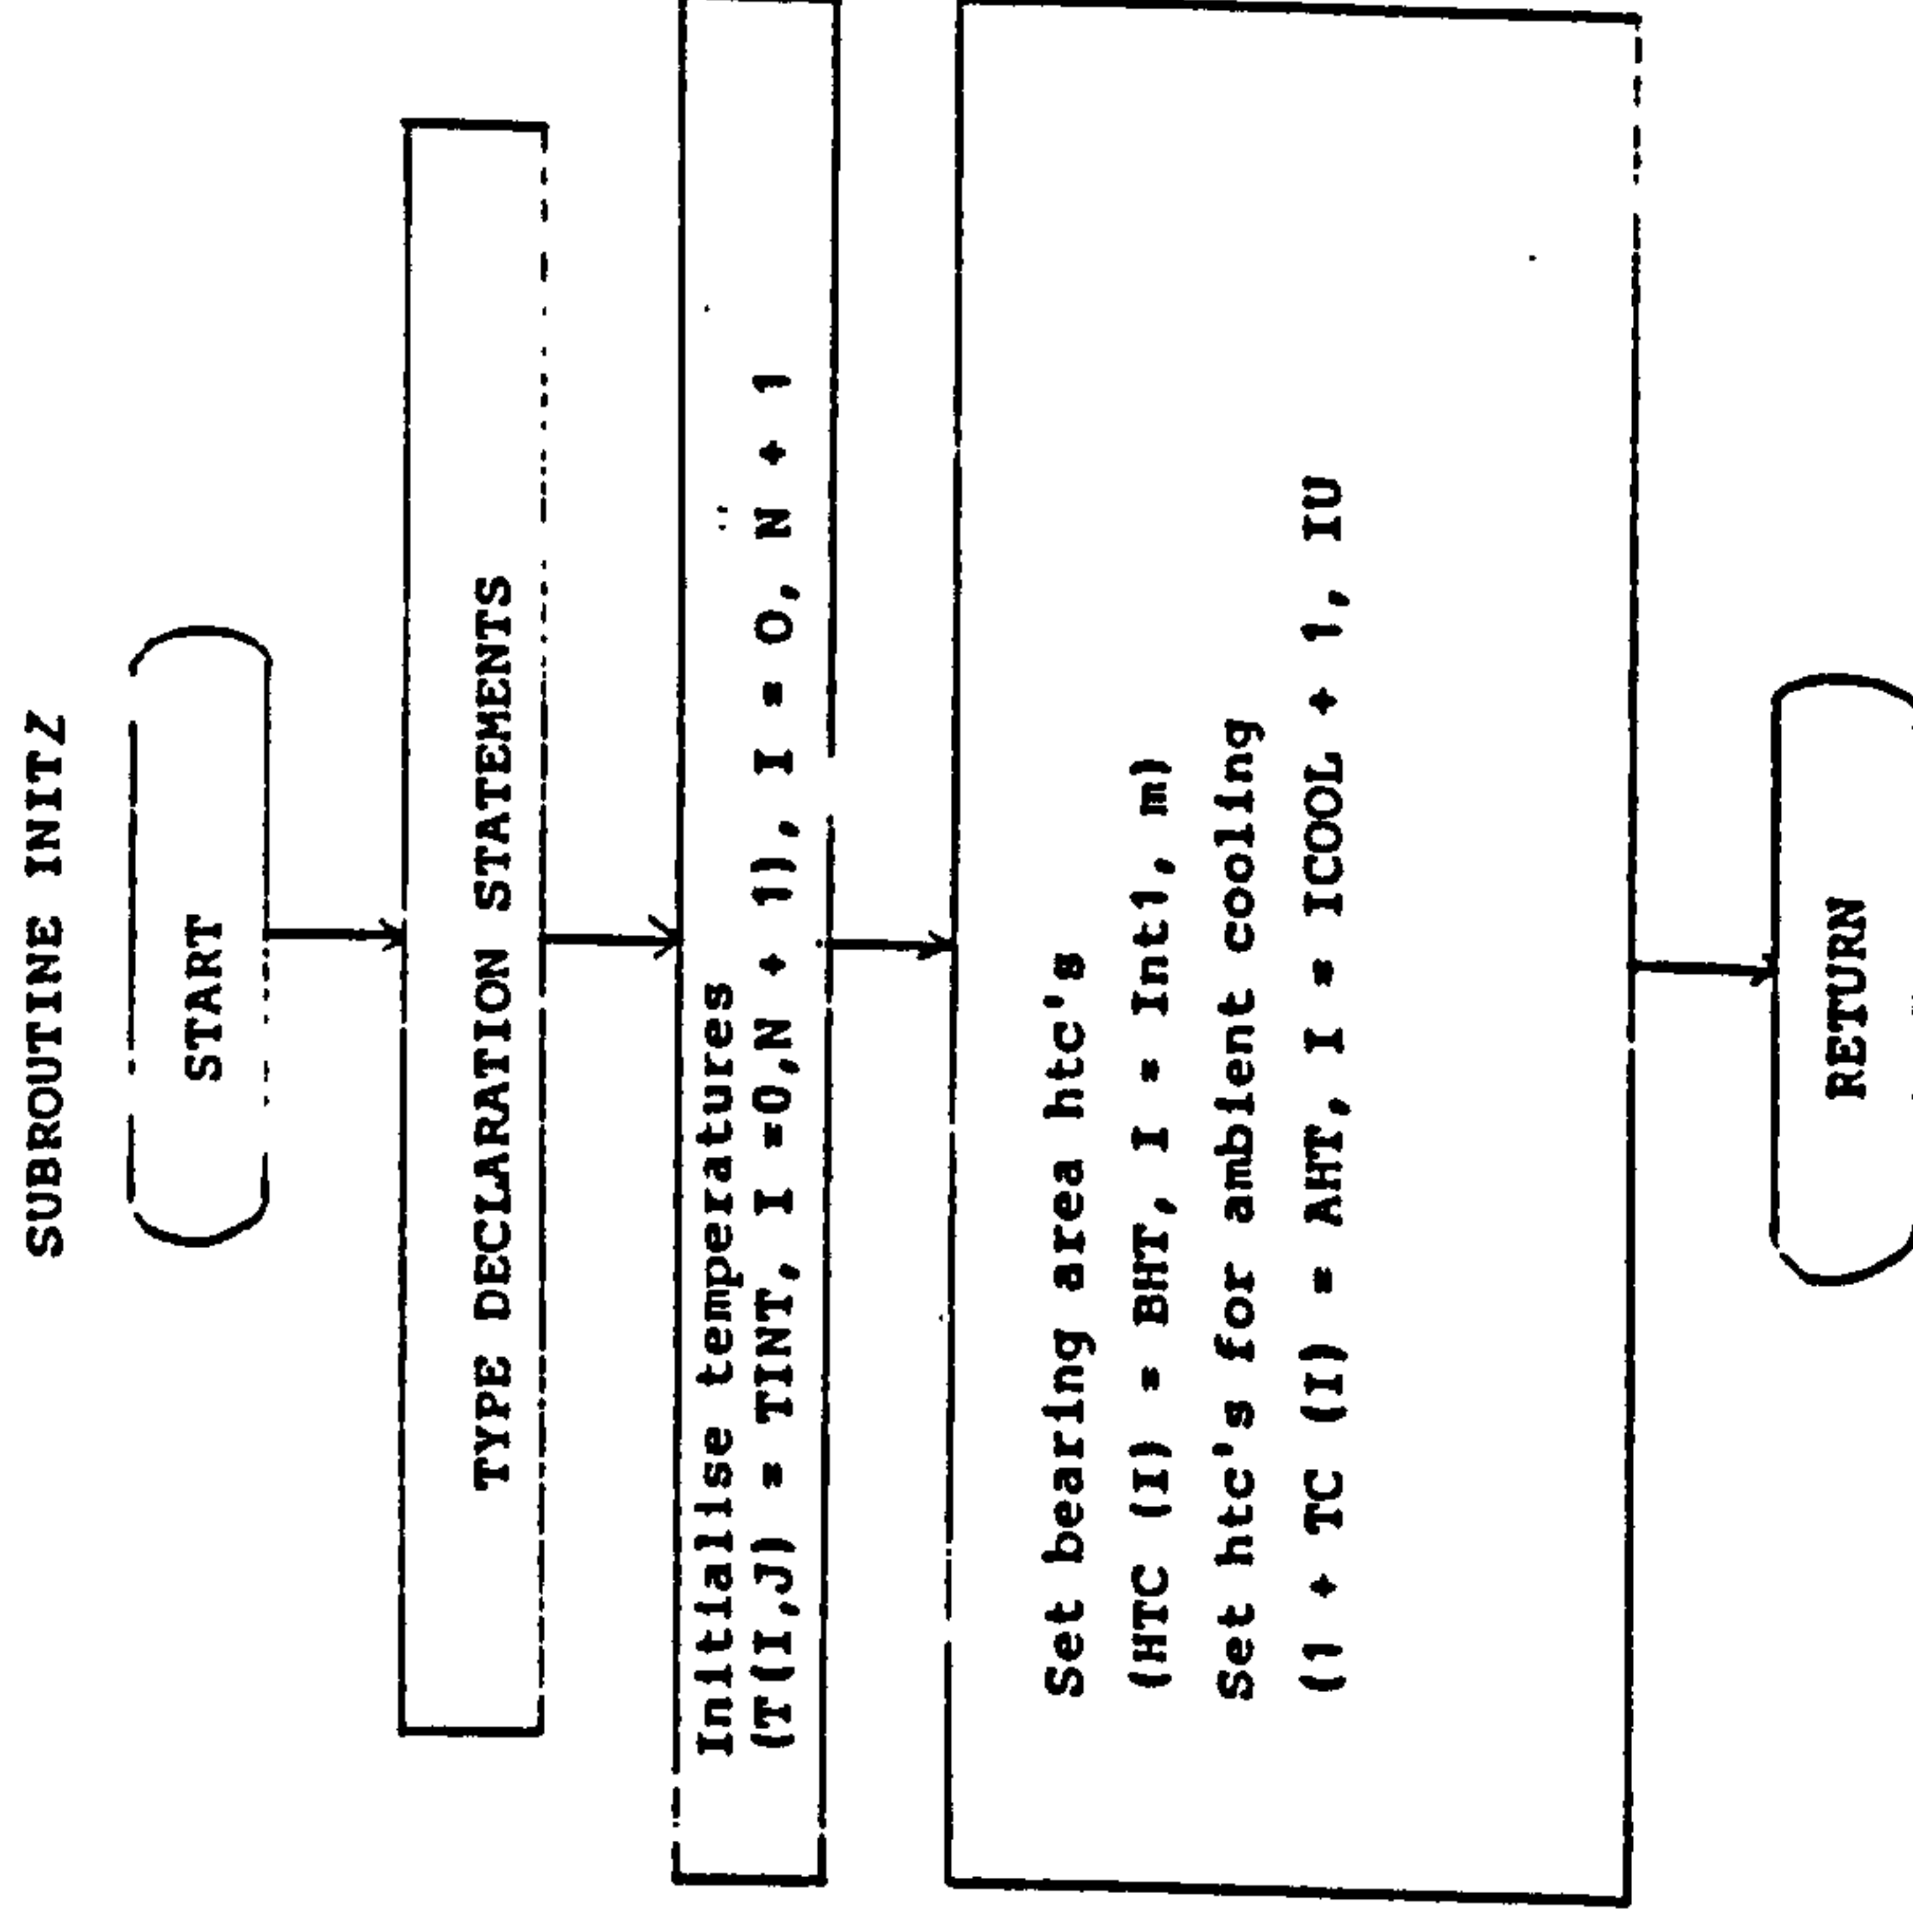 SUBROUTINE INITZ
START
TYPE DECLARATION STATEMENTS
Initialise temperatures
(T(I,J) = TINT, I =0,N + 1), I = 0, N + 1
Set bearing area htc's
(HTC (I) = BHT, I = Int1, m)
Set htc's for ambient cooling
(1 + TC (I) = AHT, I = ICOOL + 1, IU
RETURN